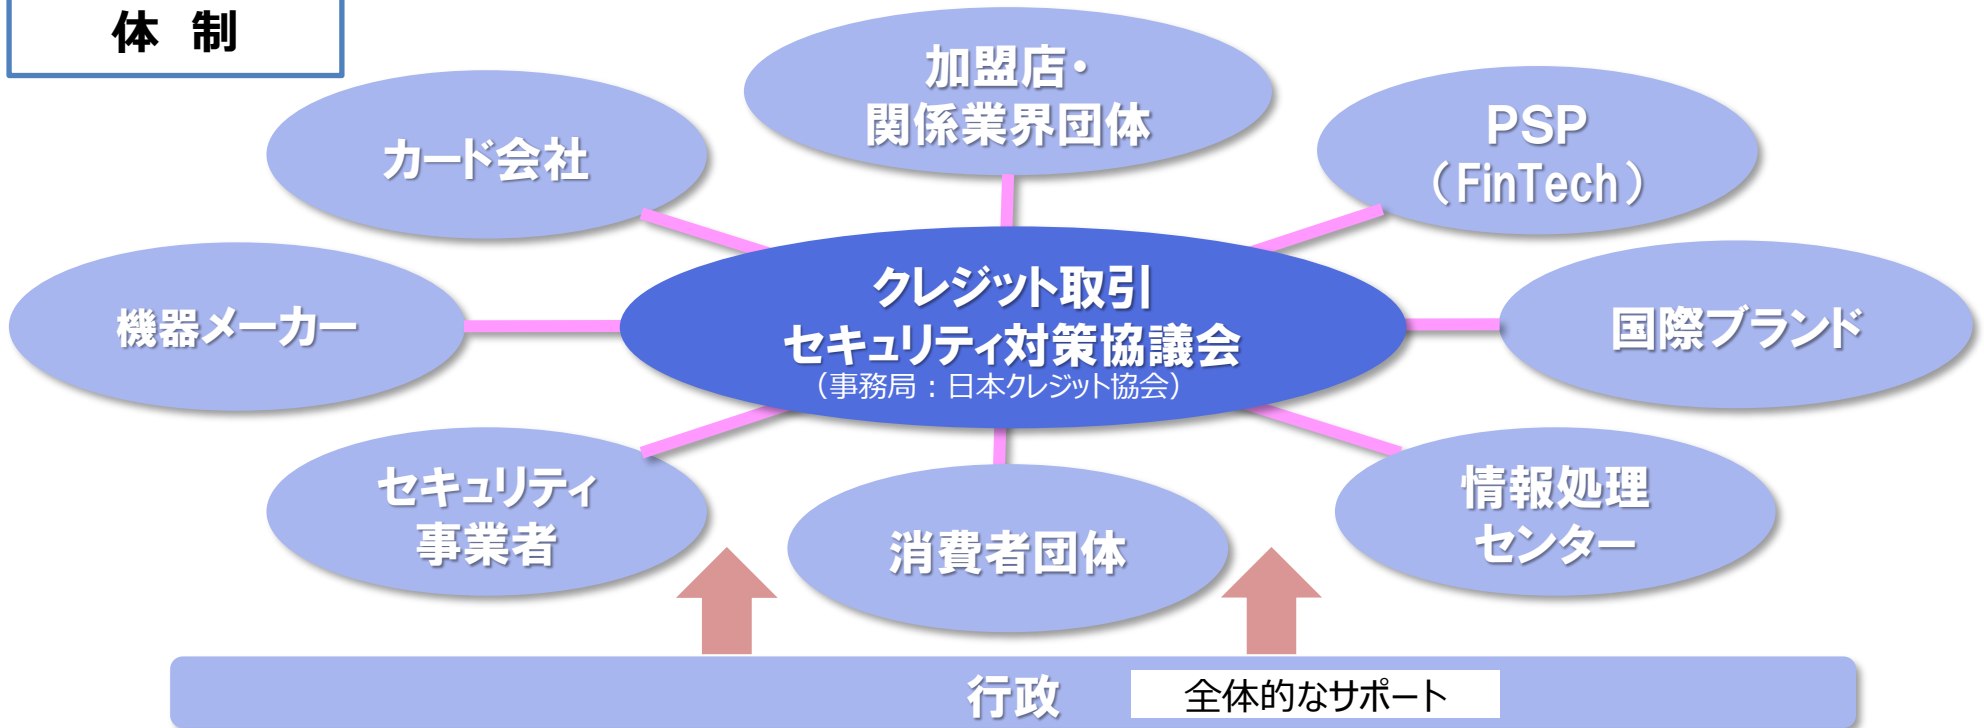 体 制
加盟店・
関係業界団体
カード会社
PSP
（FinTech）
機器メーカー
クレジット取引
セキュリティ対策協議会
（事務局：日本クレジット協会）
国際ブランド
セキュリティ
事業者
消費者団体
情報処理
センター
行政
全体的なサポート